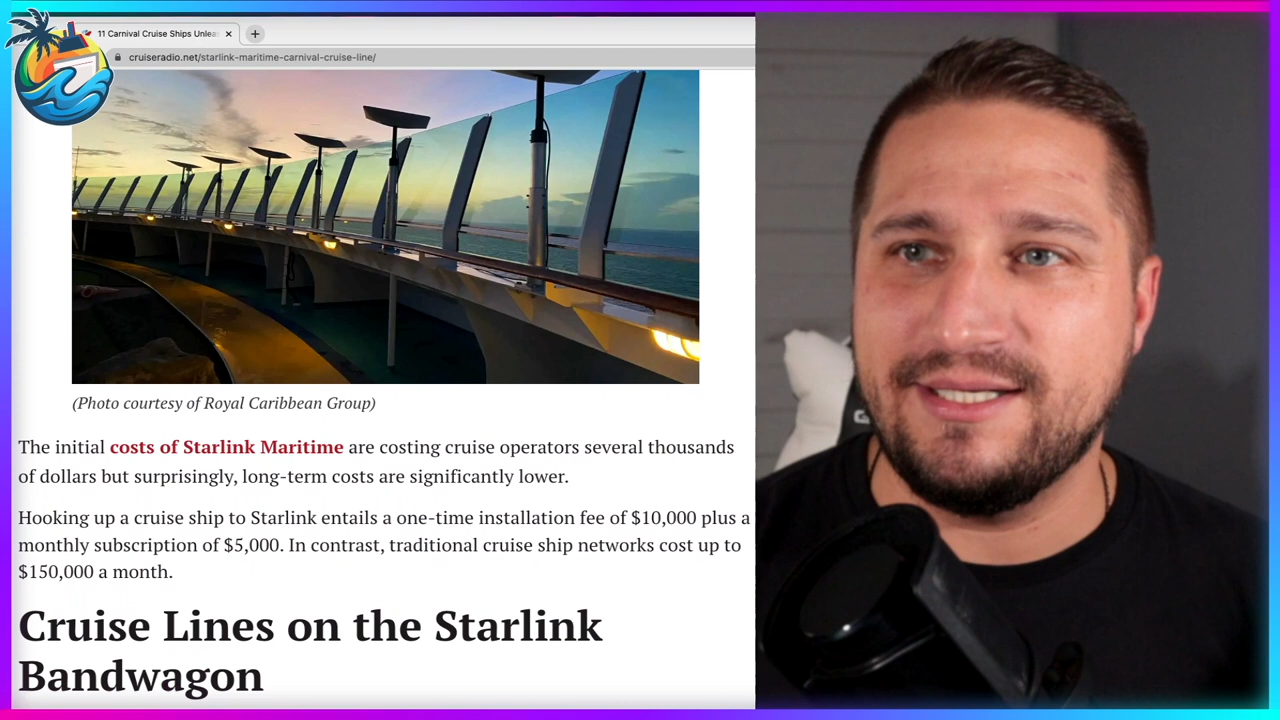 11 Carnival Cruise Ships Unlea
cruiseradio.net/starlink-maritime-carnival-cruise-line/
(Photo courtesy of Royal Caribbean Group)
The initial costs of Starlink Maritime are costing cruise operators several thousands
of dollars but surprisingly, long-term costs are significantly lower.
Hooking up a cruise ship to Starlink entails a one-time installation fee of $10,000 plus a
monthly subscription of $5,000. In contrast, traditional cruise ship networks cost up to
$150,000 a month.
Cruise Lines on the Starlink
Bandwagon